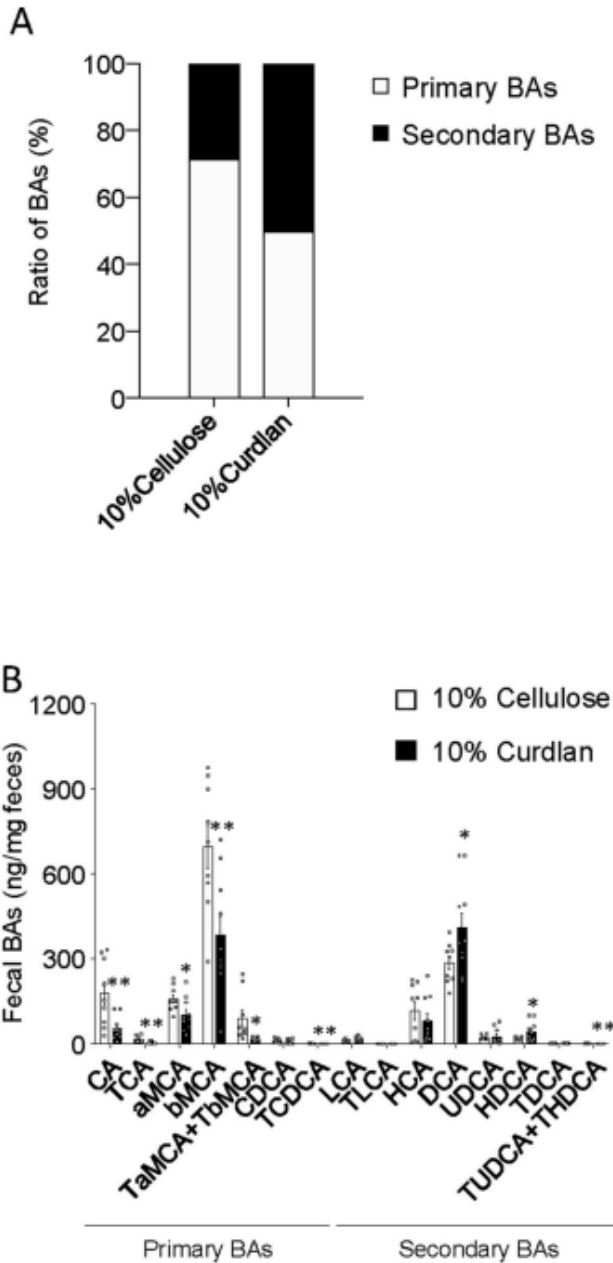 A
Ratio of BAs (%)
100
80
60
40
20
0
Primary BAs
Secondary BAs
10%Cellulose
10%Curdlan
B
Fecal BAs (ng/mg feces)
1200
900
600
300
0
10% Cellulose
10% Curdlan
**
**
*
**
*
**
*
*
**
CA
TCA
aMCA
bMCA
TaMCA+TbMCA
CDCA
TCDCA
LCA
TLCA
HCA
DCA
UDCA
HDCA
TDCA
TUDCA+THDCA
Primary BAs
Secondary BAs